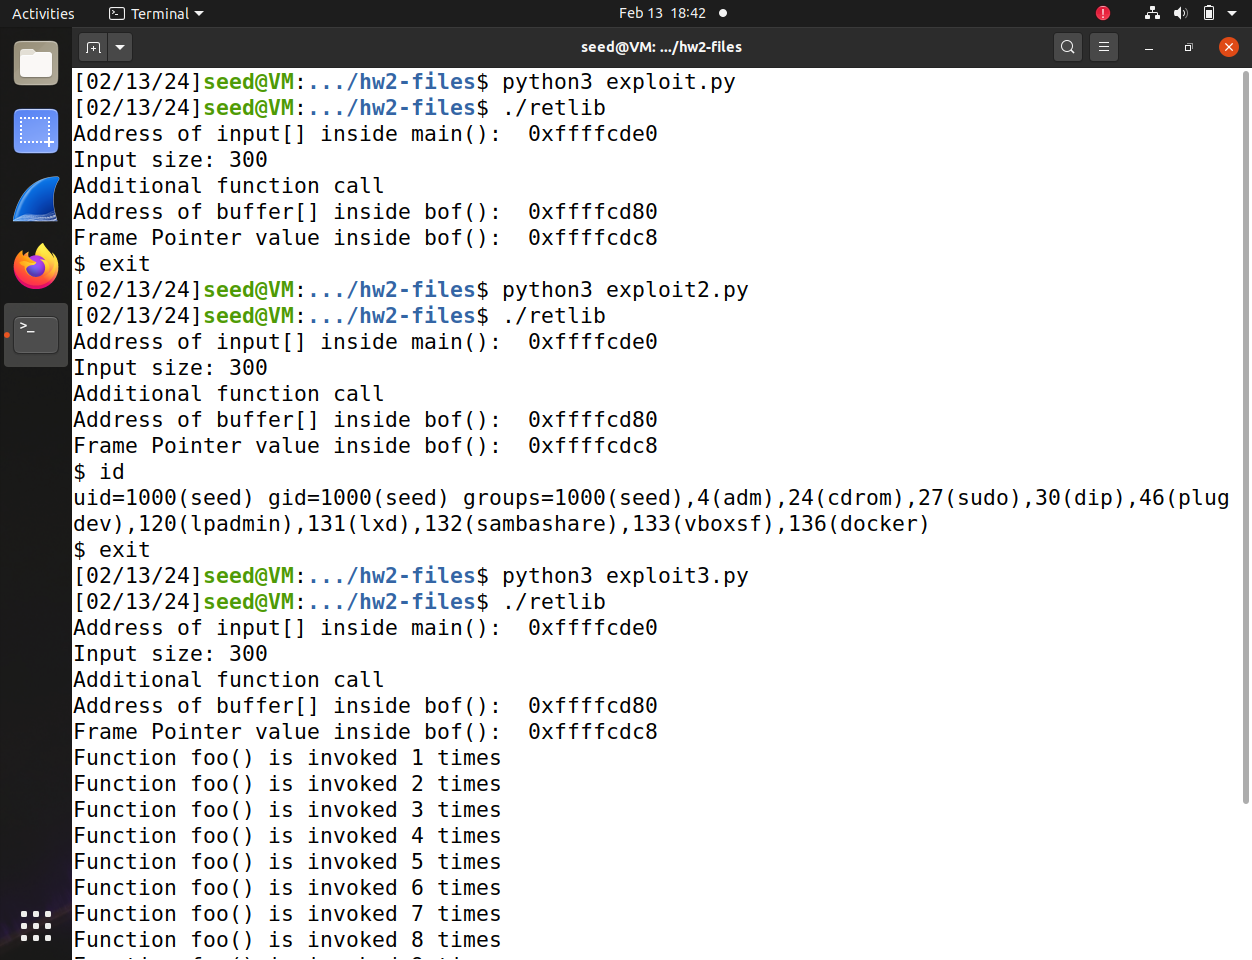 Activities
Terminal
Feb 13 18:42
seed@VM: .../hw2-files
[02/13/24]seed@VM:.../hw2-files$ python3 exploit.py
[02/13/24]seed@VM:.../hw2-files$ ./retlib
Address of input[] inside main():  0xffffcde0
Input size: 300
Additional function call
Address of buffer[] inside bof():  0xffffcd80
Frame Pointer value inside bof():  0xffffcdc8
$ exit
[02/13/24]seed@VM:.../hw2-files$ python3 exploit2.py
[02/13/24]seed@VM:.../hw2-files$ ./retlib
Address of input[] inside main():  0xffffcde0
Input size: 300
Additional function call
Address of buffer[] inside bof():  0xffffcd80
Frame Pointer value inside bof():  0xffffcdc8
$ id
uid=1000(seed) gid=1000(seed) groups=1000(seed),4(adm),24(cdrom),27(sudo),30(dip),46(plug
dev),120(lpadmin),131(lxd),132(sambashare),133(vboxsf),136(docker)
$ exit
[02/13/24]seed@VM:.../hw2-files$ python3 exploit3.py
[02/13/24]seed@VM:.../hw2-files$ ./retlib
Address of input[] inside main():  0xffffcde0
Input size: 300
Additional function call
Address of buffer[] inside bof():  0xffffcd80
Frame Pointer value inside bof():  0xffffcdc8
Function foo() is invoked 1 times
Function foo() is invoked 2 times
Function foo() is invoked 3 times
Function foo() is invoked 4 times
Function foo() is invoked 5 times
Function foo() is invoked 6 times
Function foo() is invoked 7 times
Function foo() is invoked 8 times